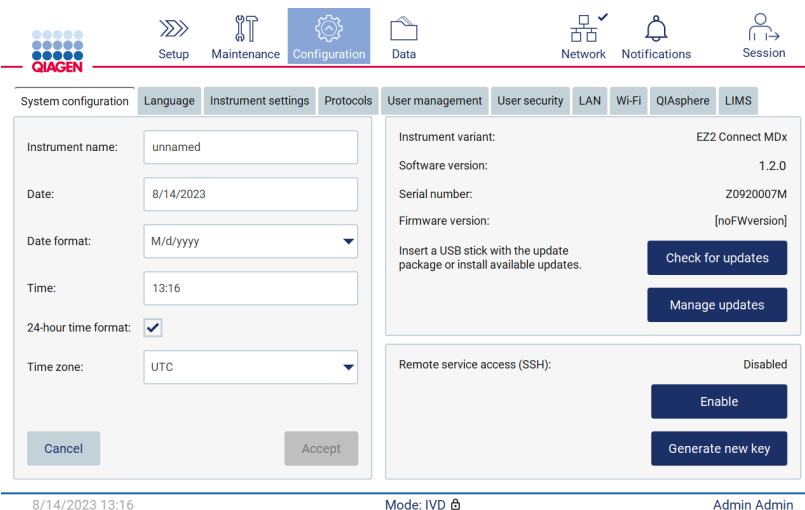 QIAGEN
Setup
Maintenance
Configuration
Data
Network
Notifications
Session
System configuration
Language
Instrument settings
Protocols
User management
User security
LAN
Wi-Fi
QIAsphere
LIMS
Instrument name:
unnamed
Date:
8/14/2023
Date format:
M/d/yyyy
Time:
13:16
24-hour time format:
Time zone:
UTC
Cancel
Accept
Instrument variant:
EZ2 Connect MDx
Software version:
1.2.0
Serial number:
Z0920007M
Firmware version:
[noFWversion]
Insert a USB stick with the update
package or install available updates.
Check for updates
Manage updates
Remote service access (SSH):
Disabled
Enable
Generate new key
8/14/2023 13:16
Mode: IVD
Admin Admin